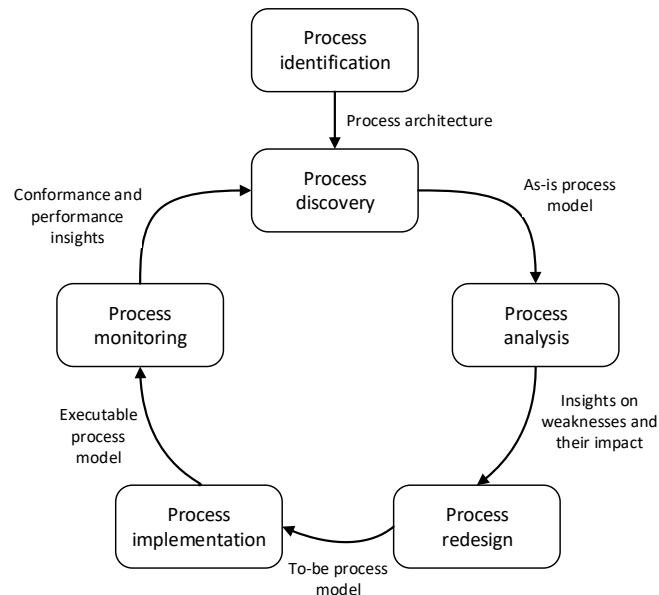 Process
identification
Process architecture
Process
discovery
As-is process
model
Process
analysis
Insights on
weaknesses and
their impact
Process
redesign
To-be process
model
Process
implementation
Executable
process
model
Process
monitoring
Conformance and
performance
insights